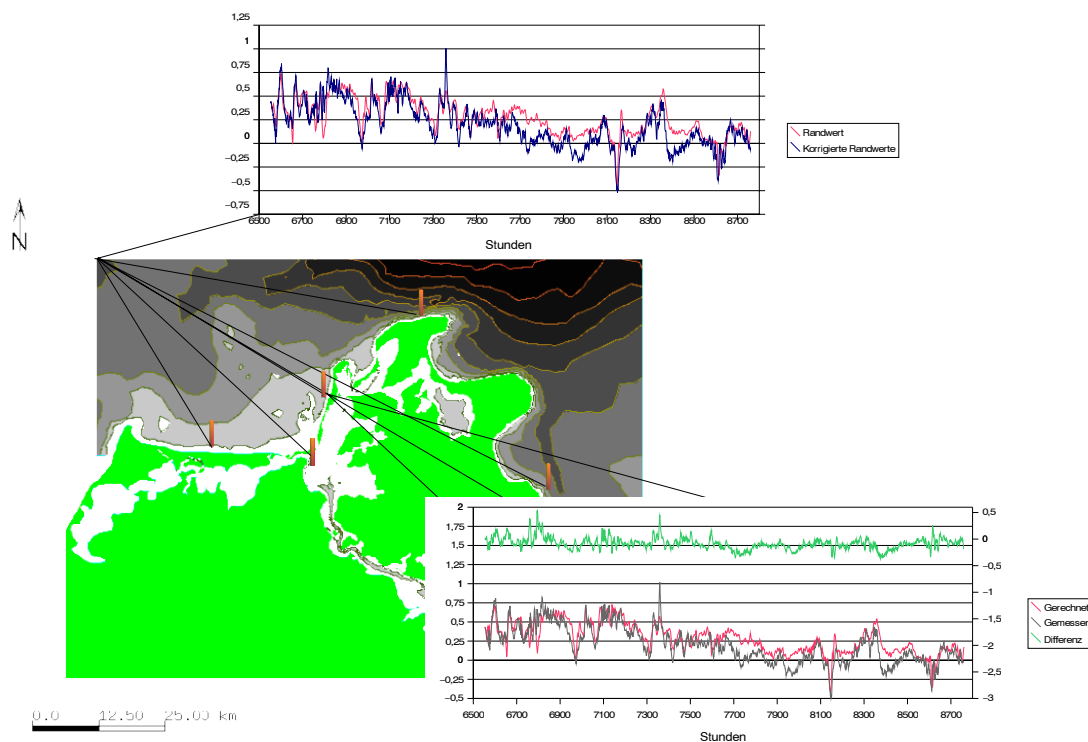 1,25
1
0,75
0,5
0,25
0
−0,25
−0,5
−0,75
6500 6700 6900 7100 7300 7500 7700 7900 8100 8300 8500 8700
Stunden
Randwert
Korrigierte Randwerte
N
2
1,75
1,5
1,25
1
0,75
0,5
0,25
0
−0,25
−0,5
0,5
0
−0,5
−1
−1,5
−2
−2,5
−3
6500 6700 6900 7100 7300 7500 7700 7900 8100 8300 8500 8700
Stunden
Gerechnet
Gemessen
Differenz
0.0 12.50 25.00 km